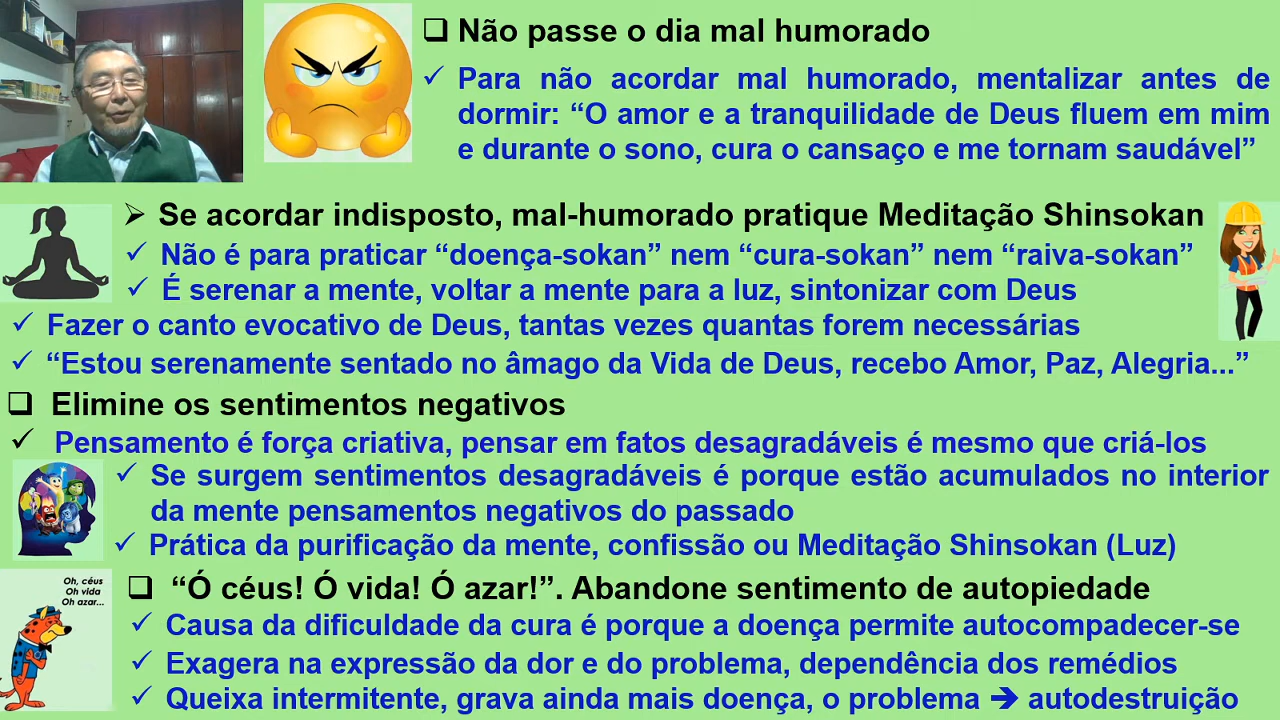 Não passe o dia mal humorado
Para não acordar mal humorado, mentalizar antes de
dormir: “O amor e a tranquilidade de Deus fluem em mim
e durante o sono, cura o cansaço e me tornam saudável”
Se acordar indisposto, mal-humorado pratique Meditação Shinsokan
Não é para praticar “doença-sokan” nem “cura-sokan” nem “raiva-sokan”
É serenar a mente, voltar a mente para a luz, sintonizar com Deus
Fazer o canto evocativo de Deus, tantas vezes quantas forem necessárias
“Estou serenamente sentado no âmago da Vida de Deus, recebo Amor, Paz, Alegria...”
Elimine os sentimentos negativos
Pensamento é força criativa, pensar em fatos desagradáveis é mesmo que criá-los
Se surgem sentimentos desagradáveis é porque estão acumulados no interior
da mente pensamentos negativos do passado
Prática da purificação da mente, confissão ou Meditação Shinsokan (Luz)
Oh, céus
Oh vida
Oh azar...
“Ó céus! Ó vida! Ó azar!”. Abandone sentimento de autopiedade
Causa da dificuldade da cura é porque a doença permite autocompadecer-se
Exagera na expressão da dor e do problema, dependência dos remédios
Queixa intermitente, grava ainda mais doença, o problema ➔ autodestruição